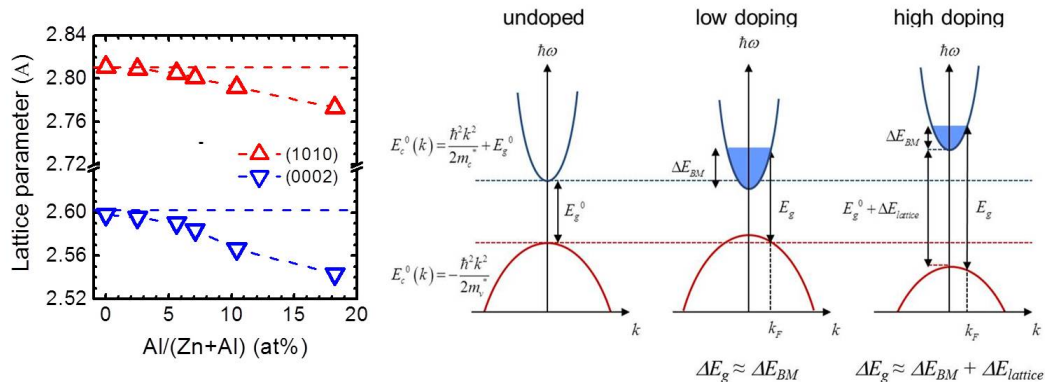 Lattice parameter (A)
2.84
2.80
2.76
2.72
2.60
2.56
2.52
0 5 10 15 20
Al/(Zn+Al) (at%)
(1010)
(0002)
undoped
low doping
high doping
ħω
ħω
ħω
E_c^0(k) = ħ²k²/2m_c^* + E_g^0
E_g^0
E_c^0(k) = -ħ²k²/2m_v^*
k
ΔE_BM
E_g
k_F
k
ΔE_g ≈ ΔE_BM
ΔE_BM
E_g^0 + ΔE_lattice
E_g
k_F
k
ΔE_g ≈ ΔE_BM + ΔE_lattice